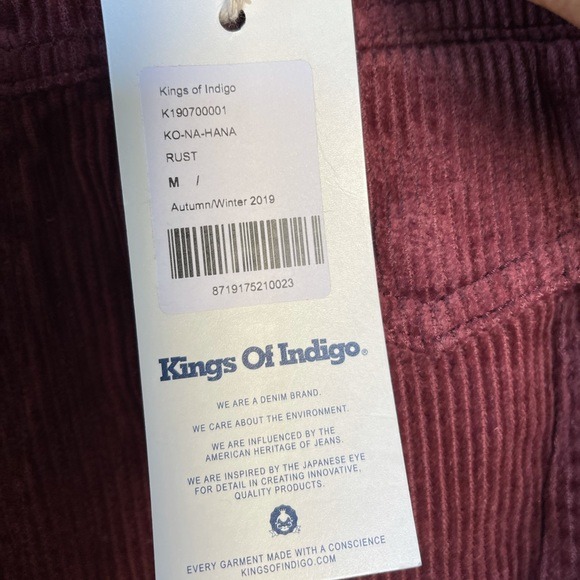 Kings of Indigo
K190700001
KO-NA-HANA
RUST
M /
Autumn/Winter 2019
8719175210023
Kings Of Indigo®
WE ARE A DENIM BRAND.
WE CARE ABOUT THE ENVIRONMENT.
WE ARE INFLUENCED BY THE
AMERICAN HERITAGE OF JEANS.
WE ARE INSPIRED BY THE JAPANESE EYE
FOR DETAIL IN CREATING INNOVATIVE,
QUALITY PRODUCTS.
EVERY GARMENT MADE WITH A CONSCIENCE
KINGSOFINDIGO.COM